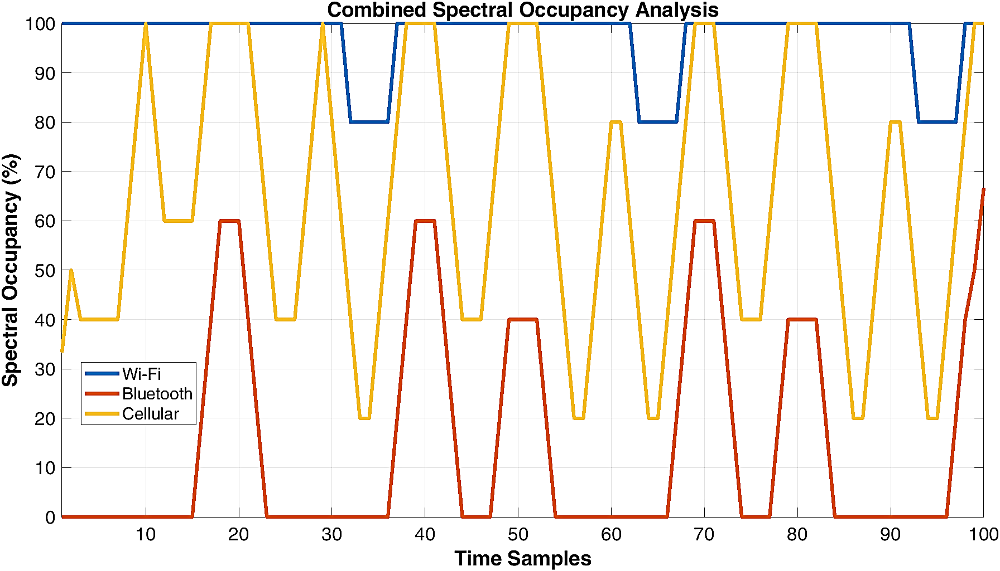 Combined Spectral Occupancy Analysis
100
90
80
70
60
50
40
30
20
10
0
Spectral Occupancy (%)
Wi-Fi
Bluetooth
Cellular
10 20 30 40 50 60 70 80 90 100
Time Samples